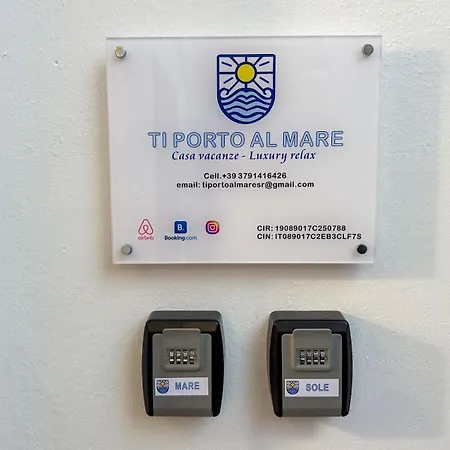 TI PORTO AL MARE
Casa vacanze - Luxury relax
Cell.+39 3791416426
email: tiportoalmaresr@gmail.com
airbnb
B.
Booking.com
CIR: 19089017C250788
CIN: IT089017C2EB3CLF7S
MARE
SOLE